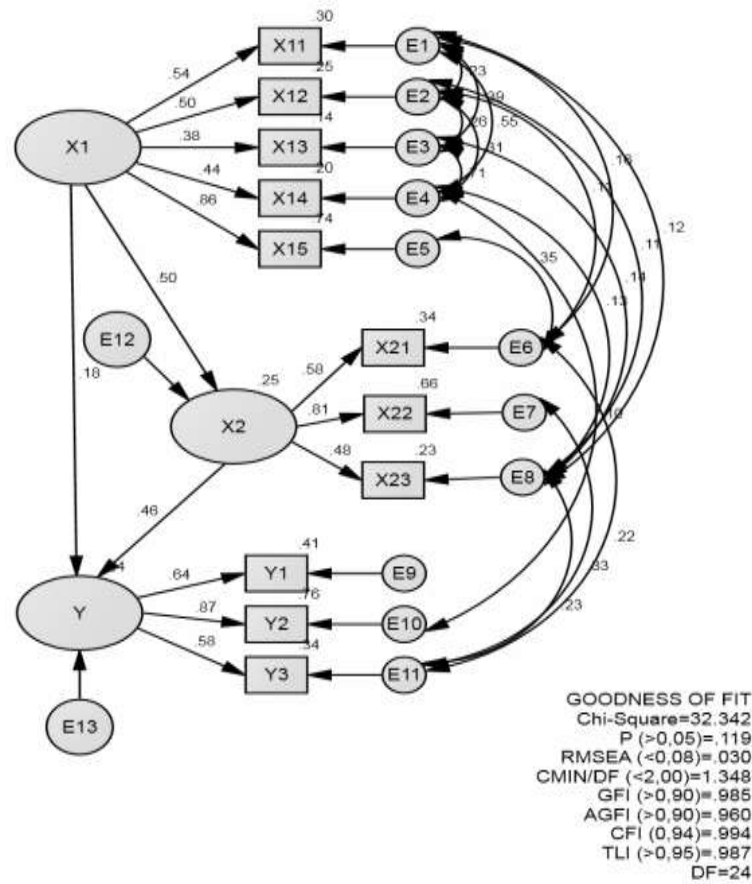 .30
X11
E1
.54
.25
.23
X12
E2
.50
.14
.99
.26
.55
X1
.38
X13
E3
.31
.16
.20
.44
X14
E4
.11
.86
.74
.12
X15
E5
.35
.11
.14
.50
.13
.34
E12
X21
E6
.18
.58
.25
.66
.81
X22
E7
X2
.48
.23
X23
E8
.46
.22
.41
.64
Y1
E9
.33
.76
Y
.87
Y2
E10
.23
.58
.34
Y3
E11
E13
GOODNESS OF FIT
Chi-Square=32.342
P (>0,05)=.119
RMSEA (<0,08)=.030
CMIN/DF (<2,00)=1.348
GFI (>0,90)=.985
AGFI (>0,90)=.960
CFI (0,94)=.994
TLI (>0,95)=.987
DF=24